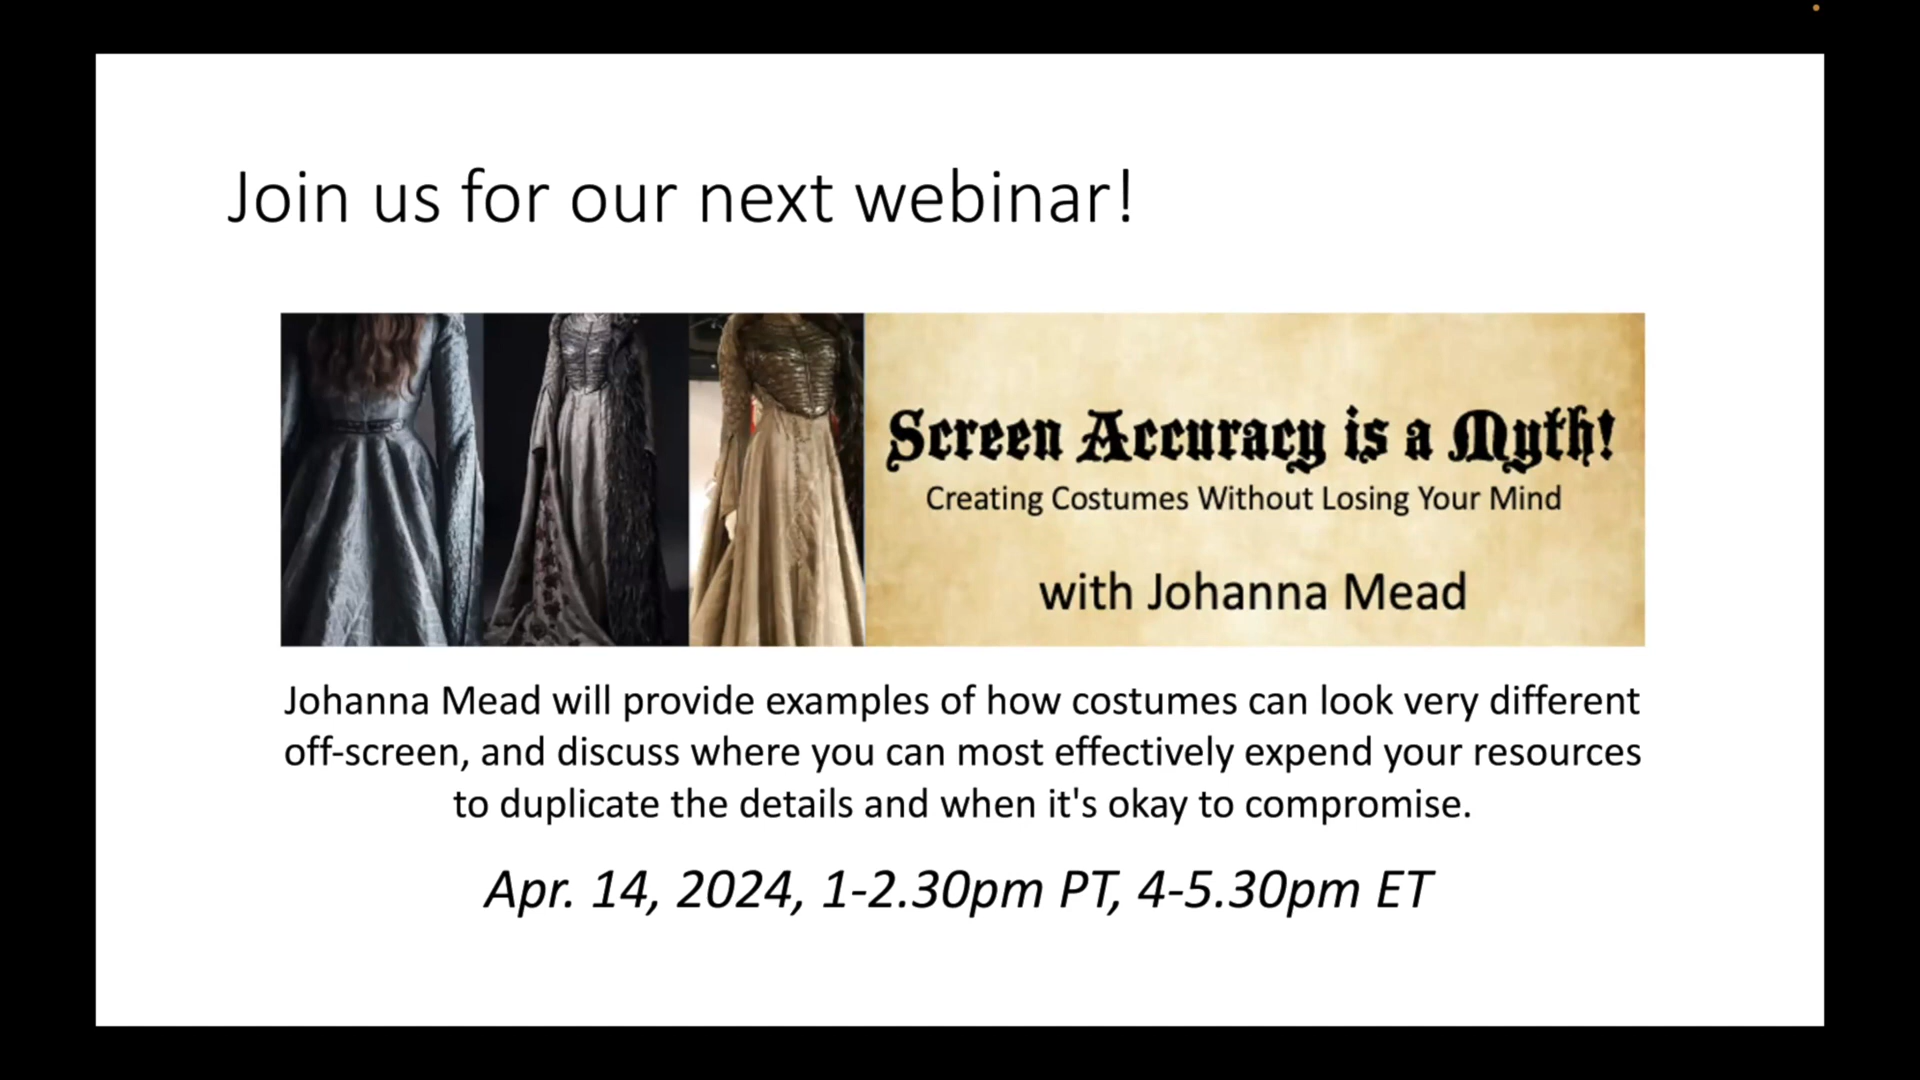 Join us for our next webinar!
Screen Accuracy is a Myth!
Creating Costumes Without Losing Your Mind
with Johanna Mead
Johanna Mead will provide examples of how costumes can look very different
off-screen, and discuss where you can most effectively expend your resources
to duplicate the details and when it's okay to compromise.
Apr. 14, 2024, 1-2.30pm PT, 4-5.30pm ET